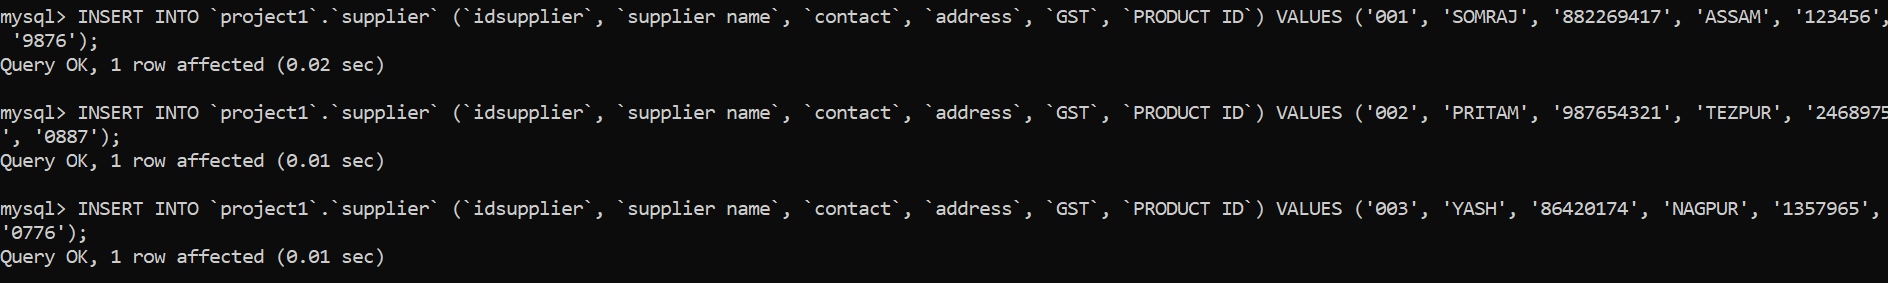 mysql> INSERT INTO `project1`.`supplier` (`idsupplier`, `supplier name`, `contact`, `address`, `GST`, `PRODUCT ID`) VALUES ('001', 'SOMRAJ', '882269417', 'ASSAM', '123456',
'9876');
Query OK, 1 row affected (0.02 sec)
mysql> INSERT INTO `project1`.`supplier` (`idsupplier`, `supplier name`, `contact`, `address`, `GST`, `PRODUCT ID`) VALUES ('002', 'PRITAM', '987654321', 'TEZPUR', '2468975
', '0887');
Query OK, 1 row affected (0.01 sec)
mysql> INSERT INTO `project1`.`supplier` (`idsupplier`, `supplier name`, `contact`, `address`, `GST`, `PRODUCT ID`) VALUES ('003', 'YASH', '86420174', 'NAGPUR', '1357965',
'0776');
Query OK, 1 row affected (0.01 sec)